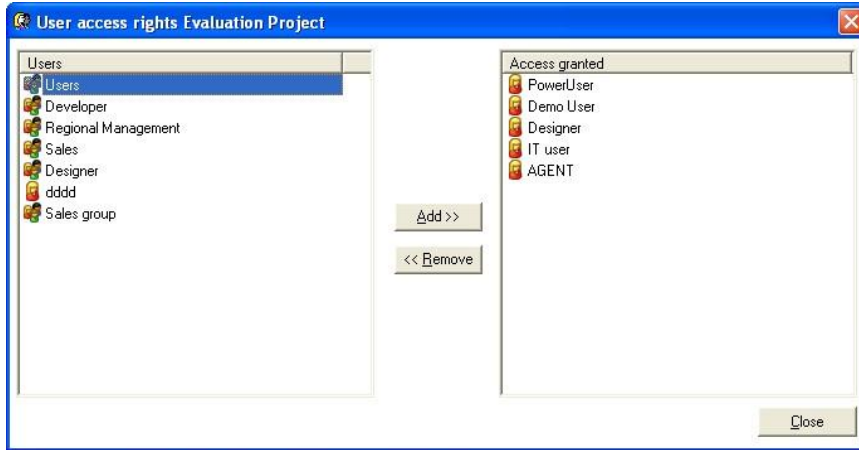 User access rights Evaluation Project
Users
Users
Developer
Regional Management
Sales
Designer
dddd
Sales group
Add >>
<< Remove
Access granted
PowerUser
Demo User
Designer
IT user
AGENT
Close